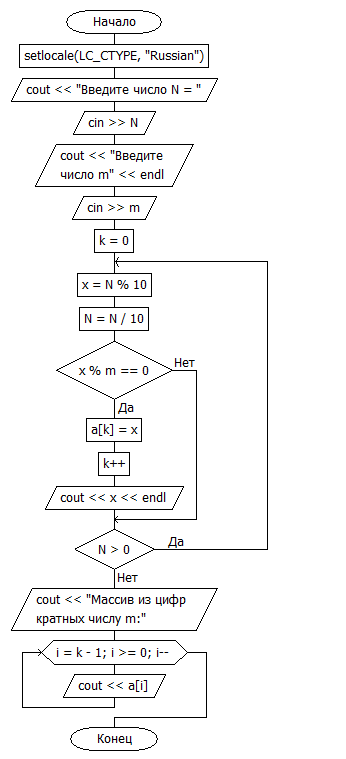 Начало
setlocale(LC_CTYPE, "Russian")
cout << "Введите число N = "
cin >> N
cout << "Введите
число m" << endl
cin >> m
k = 0
x = N % 10
N = N / 10
x % m == 0
Нет
Да
a[k] = x
k++
cout << x << endl
N > 0
Да
Нет
cout << "Массив из цифр
кратных числу m:"
i = k - 1; i >= 0; i--
cout << a[i]
Конец